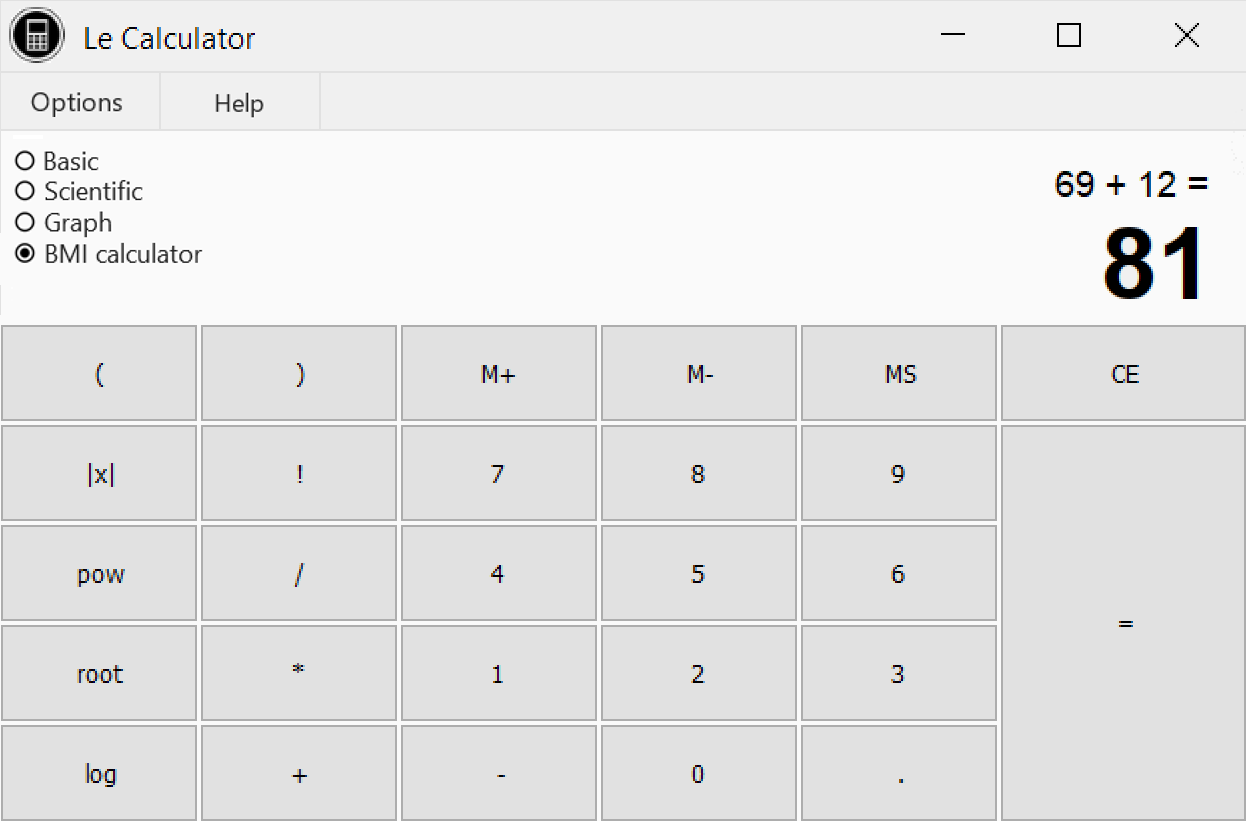 Le Calculator
Options Help
Basic
Scientific
Graph
BMI calculator
69 + 12 =
81
( ) M+ M- MS CE
|x| ! 7 8 9
pow / 4 5 6
=
root * 1 2 3
log + - 0 .